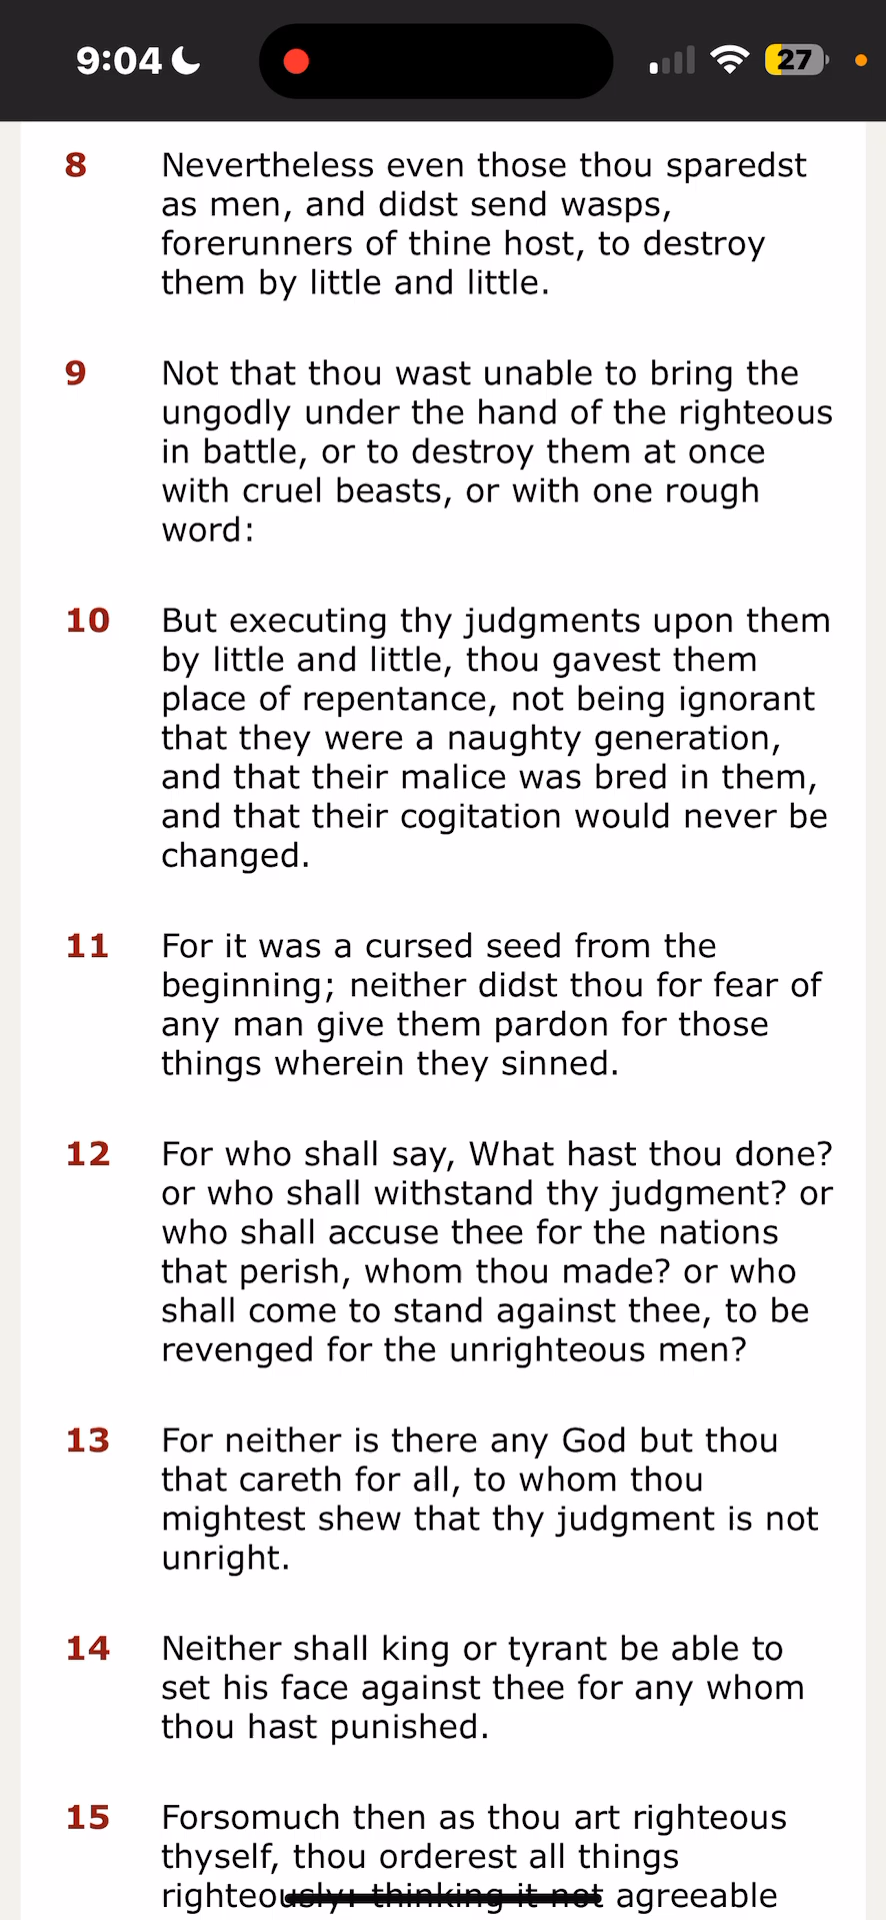 9:04
27
8 Nevertheless even those thou sparedst
as men, and didst send wasps,
forerunners of thine host, to destroy
them by little and little.
9 Not that thou wast unable to bring the
ungodly under the hand of the righteous
in battle, or to destroy them at once
with cruel beasts, or with one rough
word:
10 But executing thy judgments upon them
by little and little, thou gavest them
place of repentance, not being ignorant
that they were a naughty generation,
and that their malice was bred in them,
and that their cogitation would never be
changed.
11 For it was a cursed seed from the
beginning; neither didst thou for fear of
any man give them pardon for those
things wherein they sinned.
12 For who shall say, What hast thou done?
or who shall withstand thy judgment? or
who shall accuse thee for the nations
that perish, whom thou made? or who
shall come to stand against thee, to be
revenged for the unrighteous men?
13 For neither is there any God but thou
that careth for all, to whom thou
mightest shew that thy judgment is not
unright.
14 Neither shall king or tyrant be able to
set his face against thee for any whom
thou hast punished.
15 Forsomuch then as thou art righteous
thyself, thou orderest all things
righteously: thinking it not agreeable